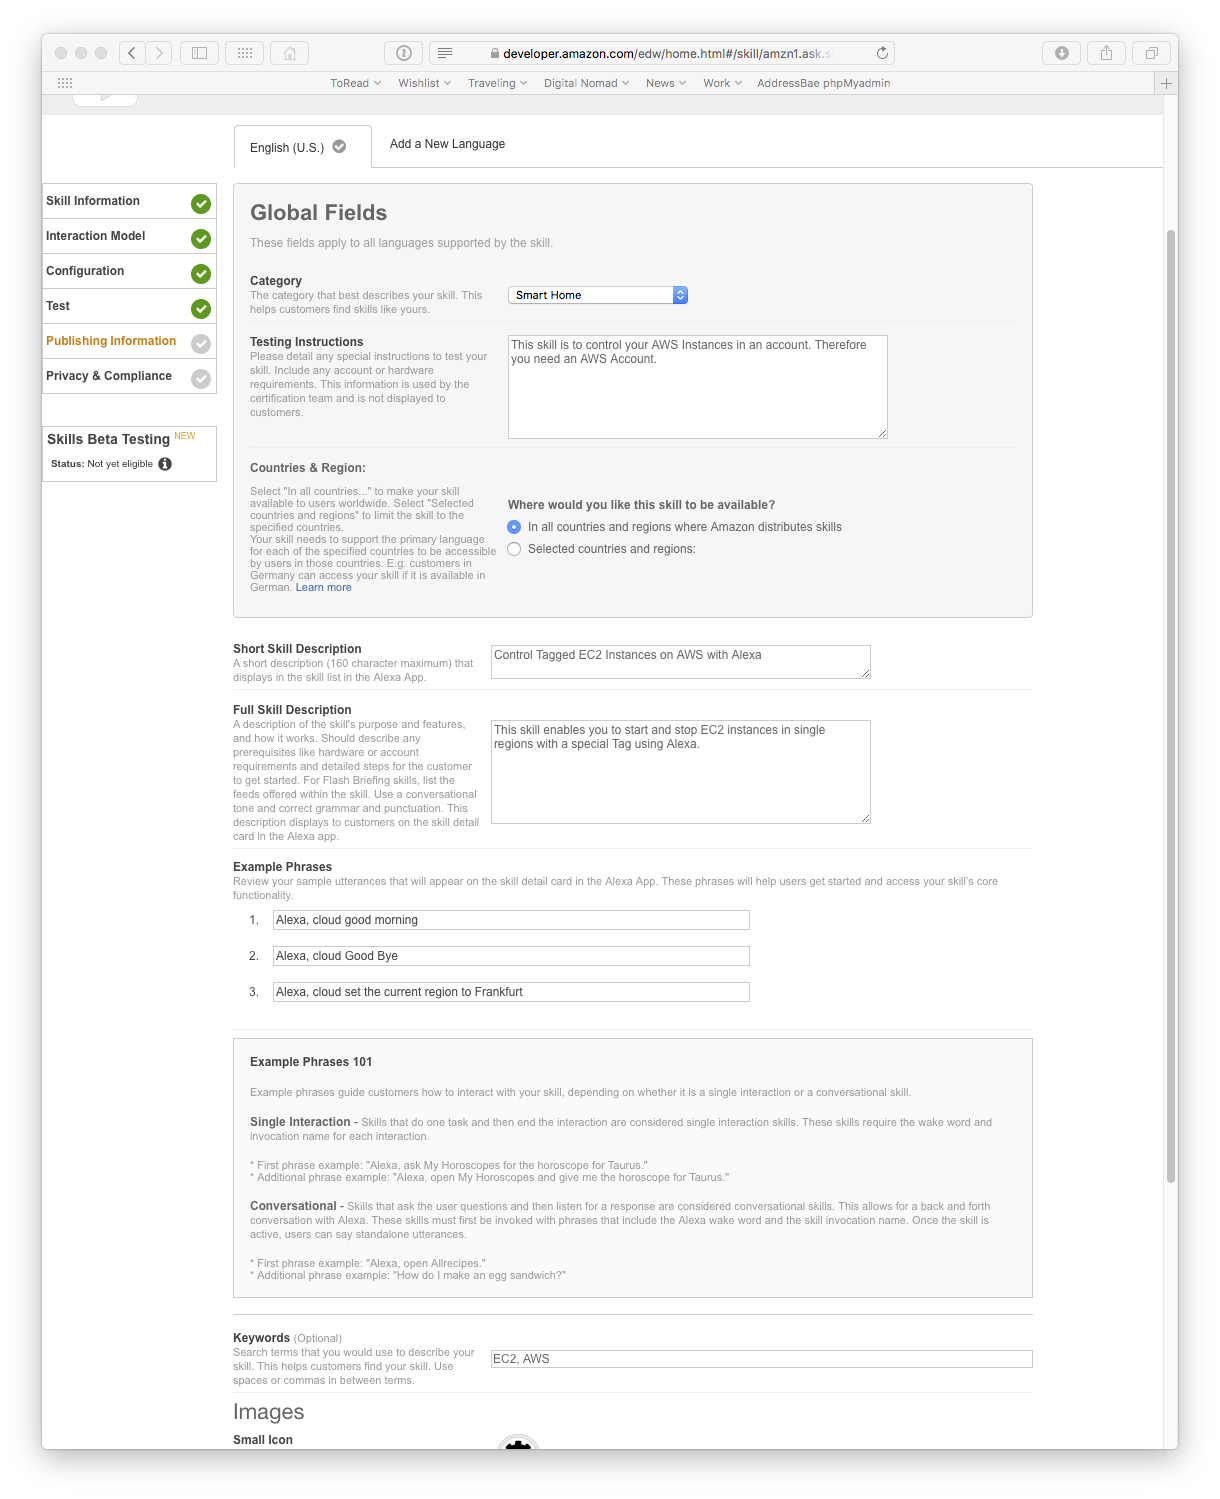 developer.amazon.com/edw/home.html#/skill/amzn1.ask.s
ToRead Wishlist Traveling Digital Nomad News Work AddressBae phpMyadmin
English (U.S.)
Add a New Language
Skill Information
Interaction Model
Configuration
Test
Publishing Information
Privacy & Compliance
Skills Beta Testing NEW
Status: Not yet eligible
Global Fields
These fields apply to all languages supported by the skill.
Category
The category that best describes your skill. This
helps customers find skills like yours.
Smart Home
Testing Instructions
Please detail any special instructions to test your
skill. Include any account or hardware
requirements. This information is used by the
certification team and is not displayed to
customers.
This skill is to control your AWS Instances in an account. Therefore
you need an AWS Account.
Countries & Region:
Select "In all countries..." to make your skill
available to users worldwide. Select "Selected
countries and regions" to limit the skill to the
specified countries.
Your skill needs to support the primary language
for each of the specified countries to be accessible
by users in those countries. E.g. customers in
Germany can access your skill if it is available in
German. Learn more
Where would you like this skill to be available?
In all countries and regions where Amazon distributes skills
Selected countries and regions:
Short Skill Description
A short description (160 character maximum) that
displays in the skill list in the Alexa App.
Control Tagged EC2 Instances on AWS with Alexa
Full Skill Description
A description of the skill's purpose and features,
and how it works. Should describe any
prerequisites like hardware or account
requirements and detailed steps for the customer
to get started. For Flash Briefing skills, list the
feeds offered within the skill. Use a conversational
tone and correct grammar and punctuation. This
description displays to customers on the skill detail
card in the Alexa app.
This skill enables you to start and stop EC2 instances in single
regions with a special Tag using Alexa.
Example Phrases
Review your sample utterances that will appear on the skill detail card in the Alexa App. These phrases will help users get started and access your skill's core
functionality.
1. Alexa, cloud good morning
2. Alexa, cloud Good Bye
3. Alexa, cloud set the current region to Frankfurt
Example Phrases 101
Example phrases guide customers how to interact with your skill, depending on whether it is a single interaction or a conversational skill.
Single Interaction - Skills that do one task and then end the interaction are considered single interaction skills. These skills require the wake word and
invocation name for each interaction.
* First phrase example: "Alexa, ask My Horoscopes for the horoscope for Taurus."
* Additional phrase example: "Alexa, open My Horoscopes and give me the horoscope for Taurus."
Conversational - Skills that ask the user questions and then listen for a response are considered conversational skills. This allows for a back and forth
conversation with Alexa. These skills must first be invoked with phrases that include the Alexa wake word and the skill invocation name. Once the skill is
active, users can say standalone utterances.
* First phrase example: "Alexa, open Allrecipes."
* Additional phrase example: "How do I make an egg sandwich?"
Keywords (Optional)
Search terms that you would use to describe your
skill. This helps customers find your skill. Use
spaces or commas in between terms.
EC2, AWS
Images
Small Icon